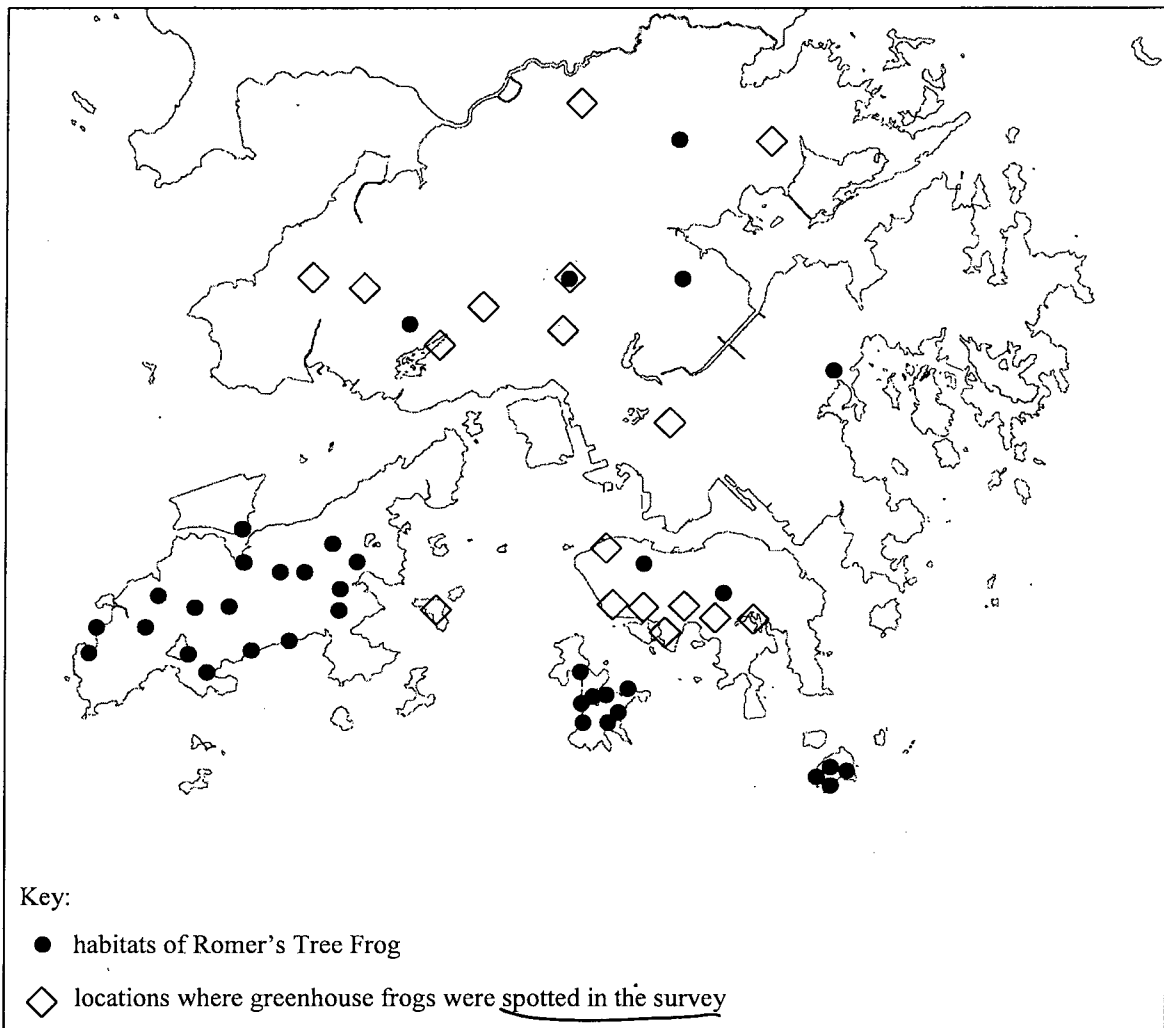 Key:
habitats of Romer's Tree Frog
locations where greenhouse frogs were spotted in the survey